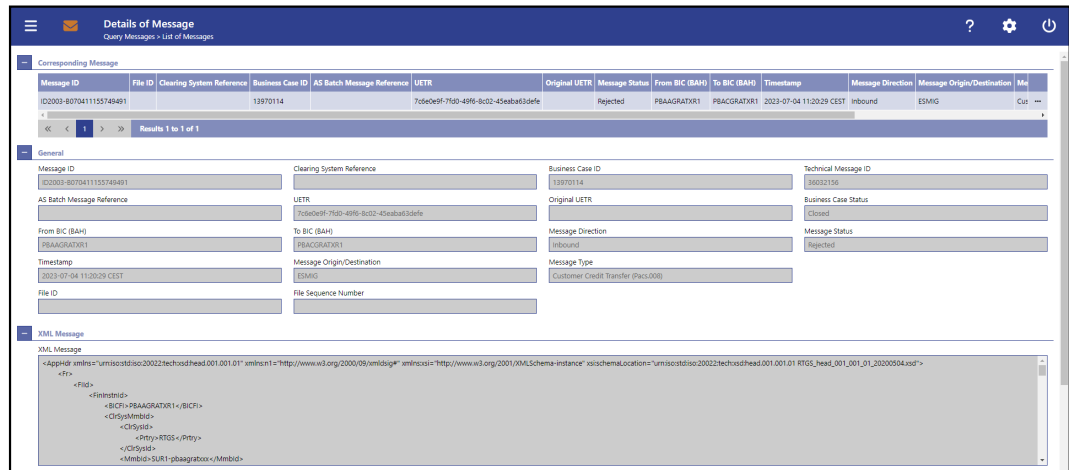 Details of Message
Query Messages > List of Messages
?
Corresponding Message
Message ID File ID Clearing System Reference Business Case ID AS Batch Message Reference UETR Original UETR Message Status From BIC (BAH) To BIC (BAH) Timestamp Message Direction Message Origin/Destination Me
ID2003-B070411155749491 13970114 7c6e0e9f-7fd0-49f6-8c02-45eaba63defe Rejected PBAAGRATXR1 PBACGRATXR1 2023-07-04 11:20:29 CEST Inbound ESMIG Cus ...
« < 1 > » Results 1 to 1 of 1
General
Message ID Clearing System Reference Business Case ID Technical Message ID
ID2003-B070411155749491 13970114 36032156
AS Batch Message Reference UETR Original UETR Business Case Status
7c6e0e9f-7fd0-49f6-8c02-45eaba63defe Closed
From BIC (BAH) To BIC (BAH) Message Direction Message Status
PBAAGRATXR1 PBACGRATXR1 Inbound Rejected
Timestamp Message Origin/Destination Message Type
2023-07-04 11:20:29 CEST ESMIG Customer Credit Transfer (Pacs.008)
File ID File Sequence Number
XML Message
XML Message
<AppHdr xmlns="urn:iso:std:iso:20022:tech:xsd:head.001.001.01" xmlns:n1="http://www.w3.org/2000/09/xmldsig#" xmlns:xsi="http://www.w3.org/2001/XMLSchema-instance" xsi:schemaLocation="urn:iso:std:iso:20022:tech:xsd:head.001.001.01 RTGS_head_001_001_01_20200504.xsd">
<Fr>
<FIId>
<FinInstnId>
<BICFI>PBAAGRATXR1</BICFI>
<ClrSysMmbId>
<ClrSysId>
<Prtry>RTGS</Prtry>
</ClrSysId>
<MmbId>SUR1-pbaagratxxx</MmbId>